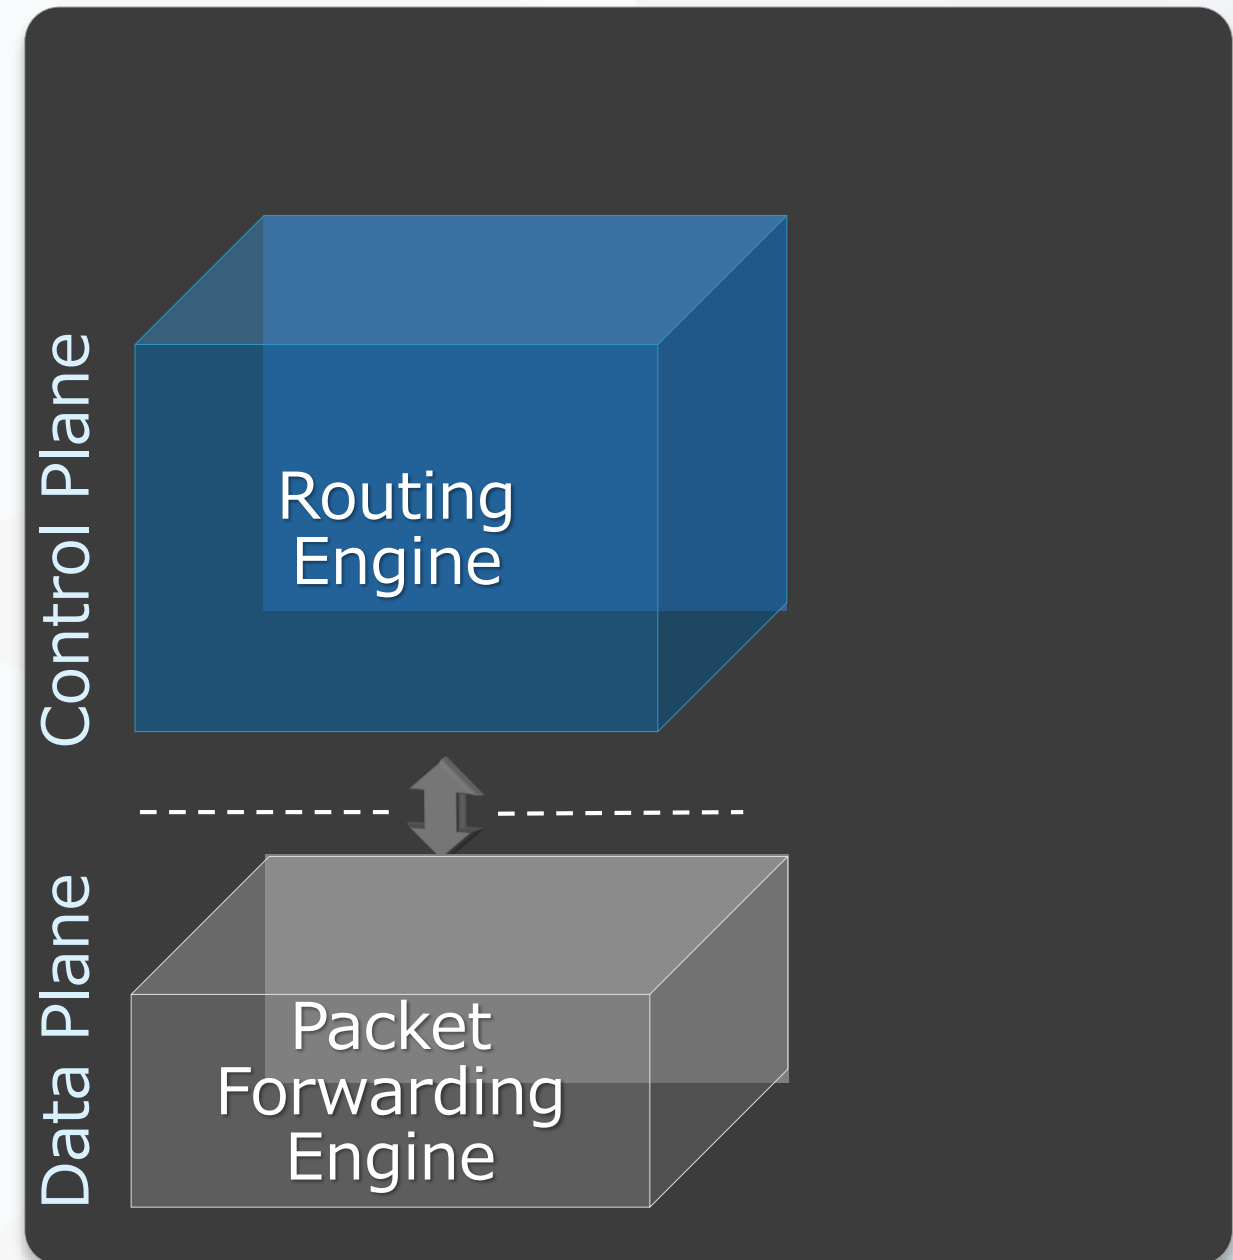 Control Plane
Routing
Engine
Data Plane
Packet
Forwarding
Engine